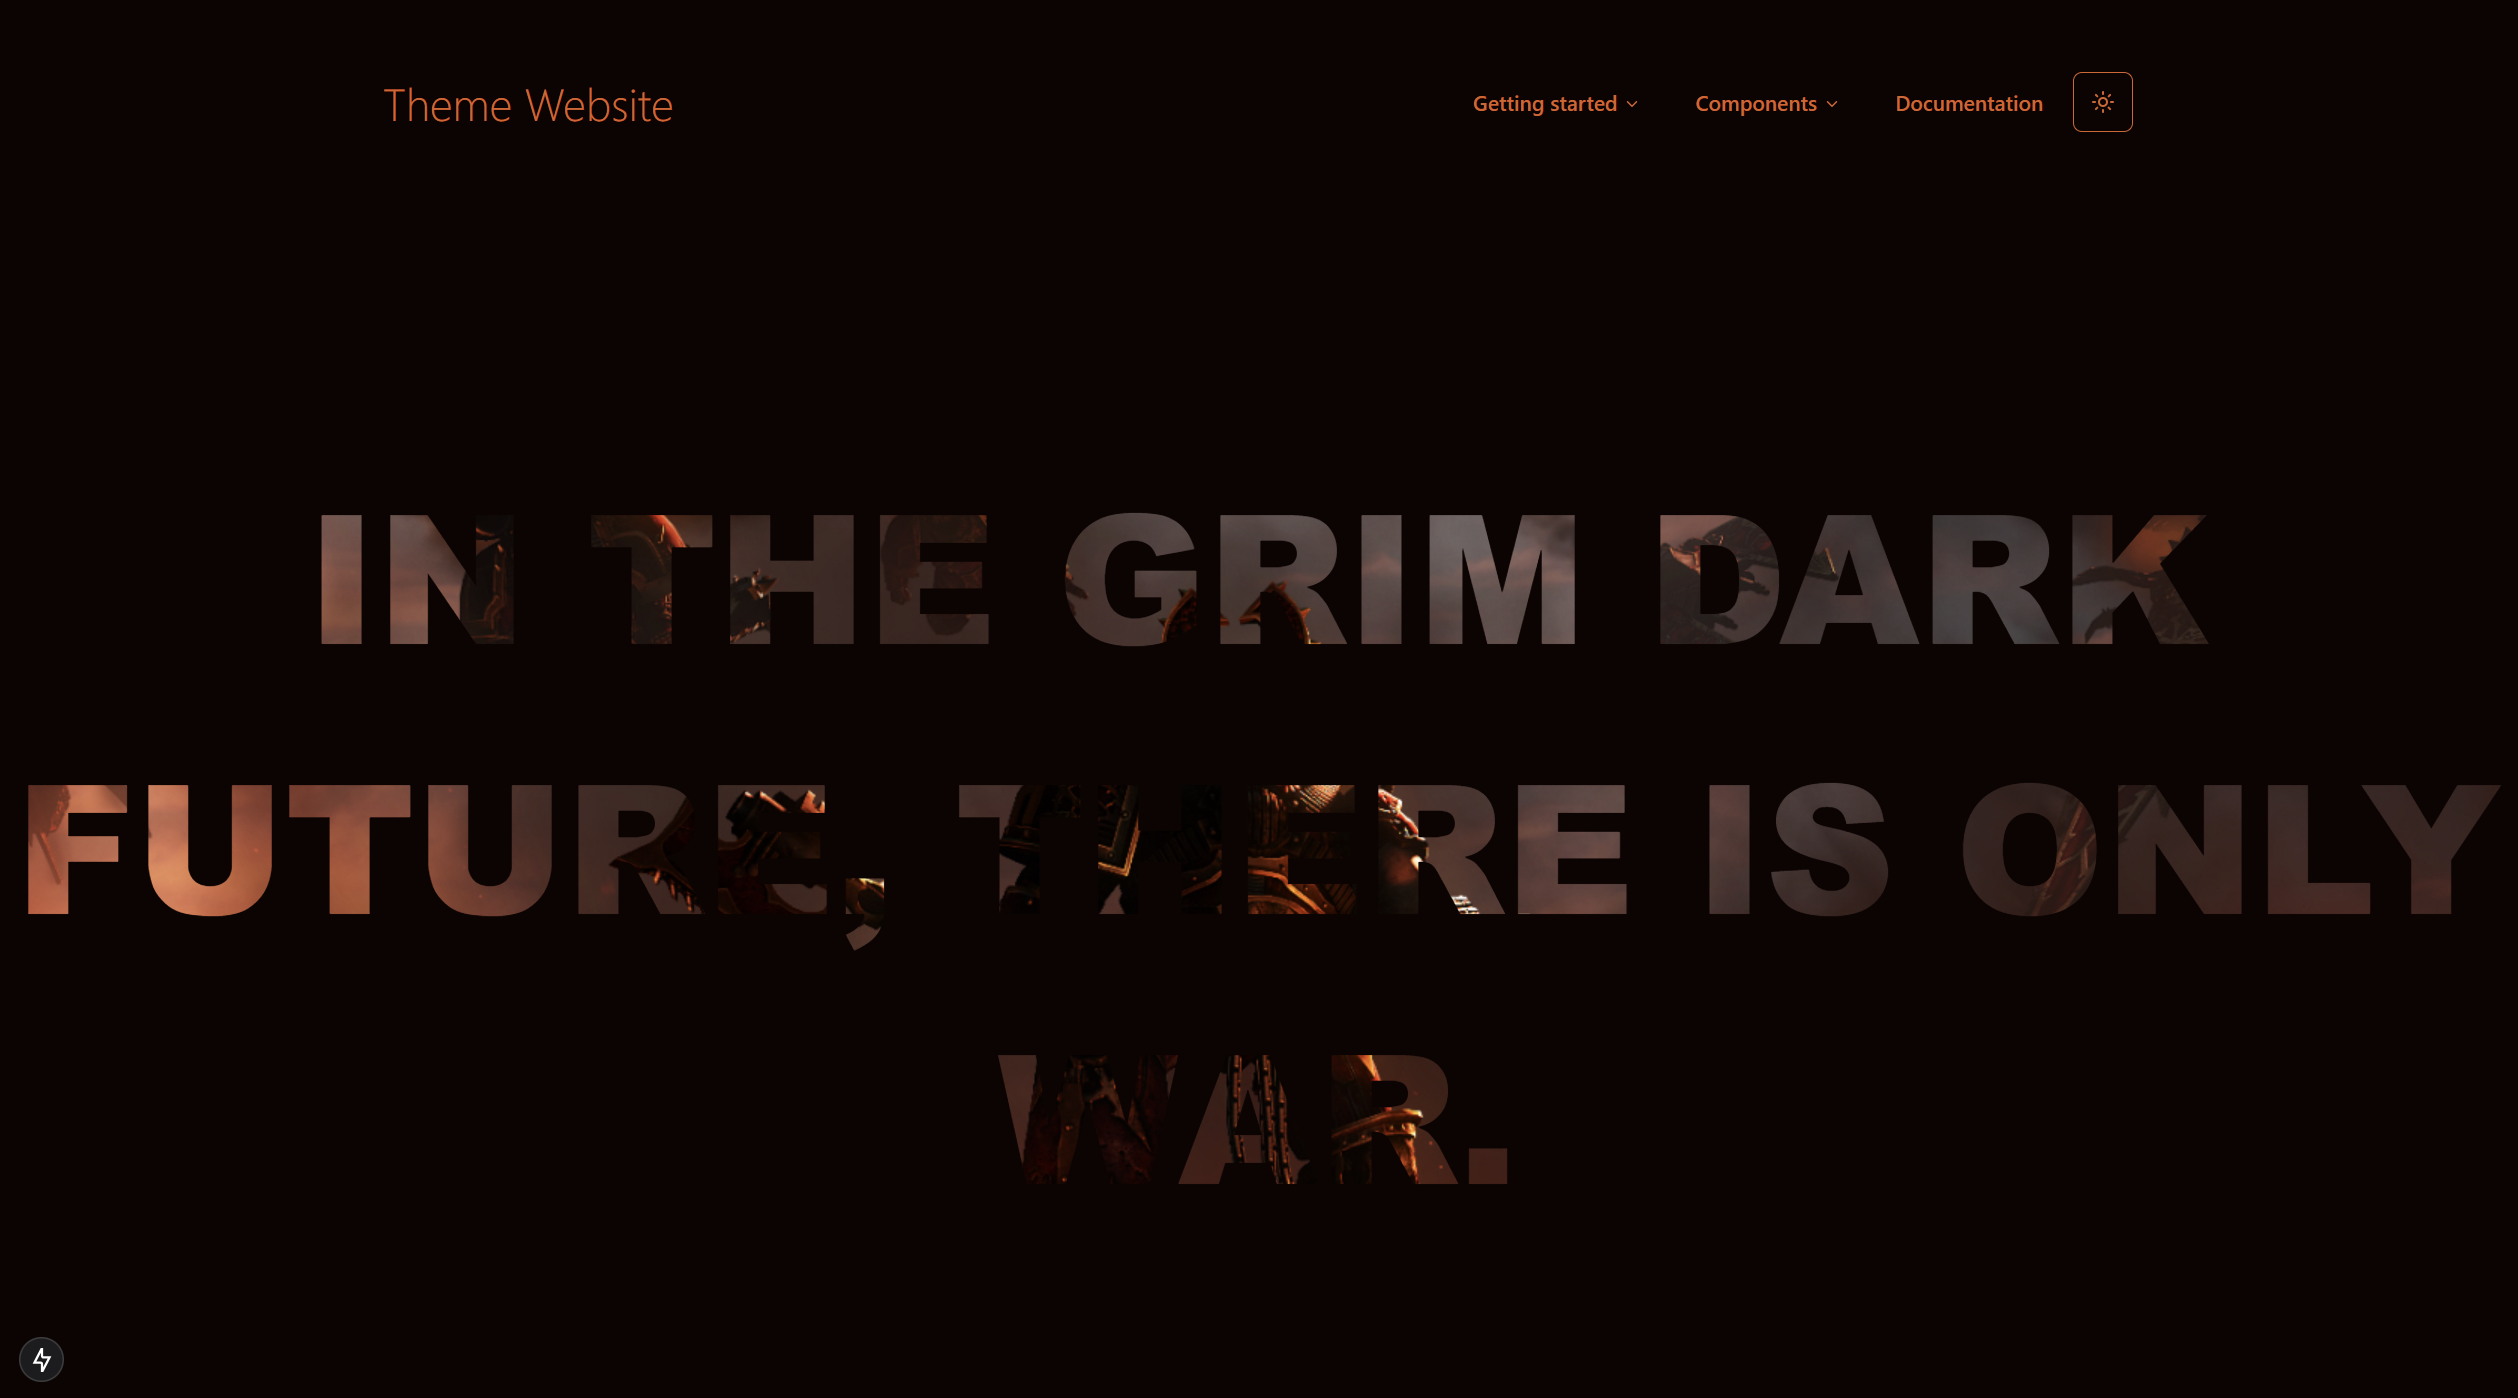 Theme Website
Getting started
Components
Documentation
IN THE GRIM DARK
FUTURE, THERE IS ONLY
WAR.